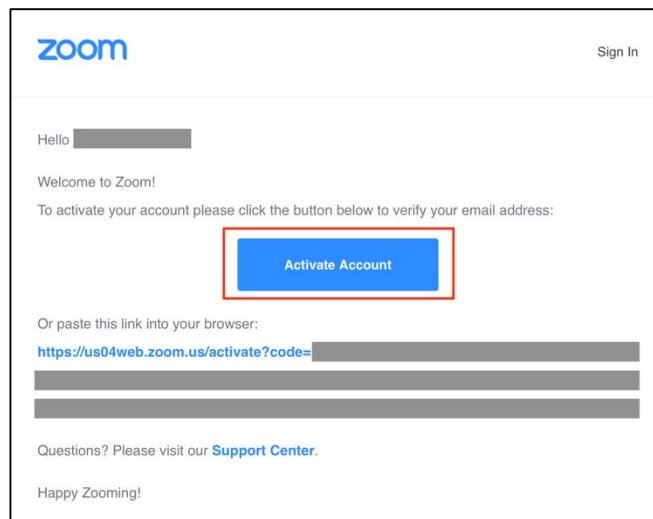 zoom
Sign In
Hello
Welcome to Zoom!
To activate your account please click the button below to verify your email address:
Activate Account
Or paste this link into your browser:
https://us04web.zoom.us/activate?code=
Questions? Please visit our Support Center.
Happy Zooming!